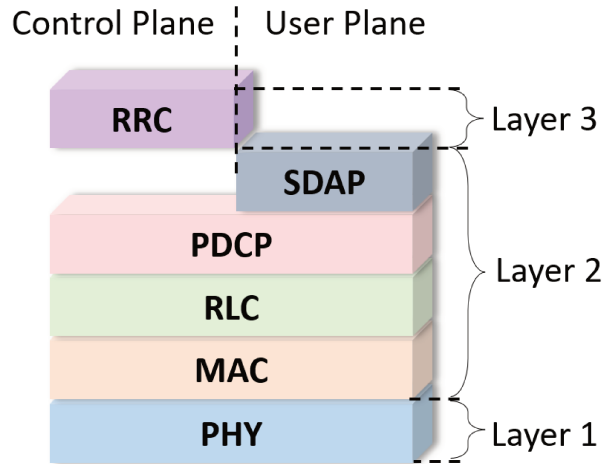 Control Plane
User Plane
RRC
Layer 3
SDAP
PDCP
Layer 2
RLC
MAC
PHY
Layer 1